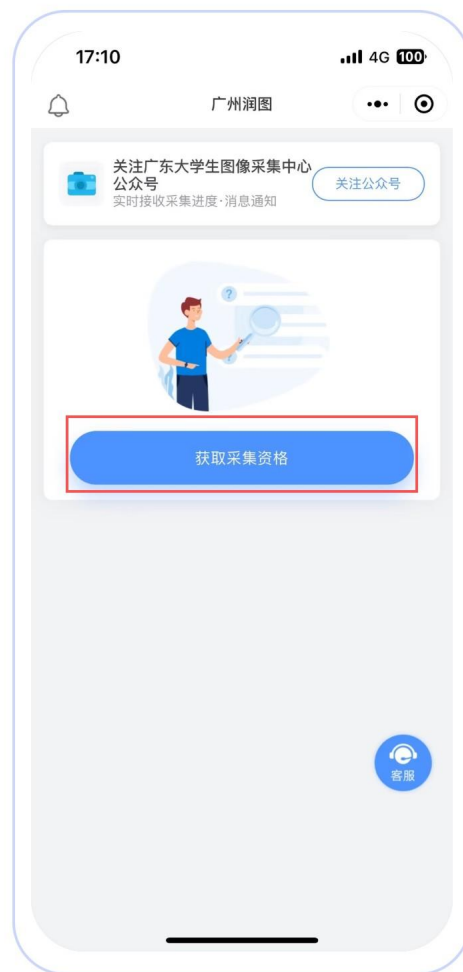 17:10
4G 100
广州润图
关注广东大学生图像采集中心
公众号
实时接收采集进度·消息通知
关注公众号
?
?
获取采集资格
客服